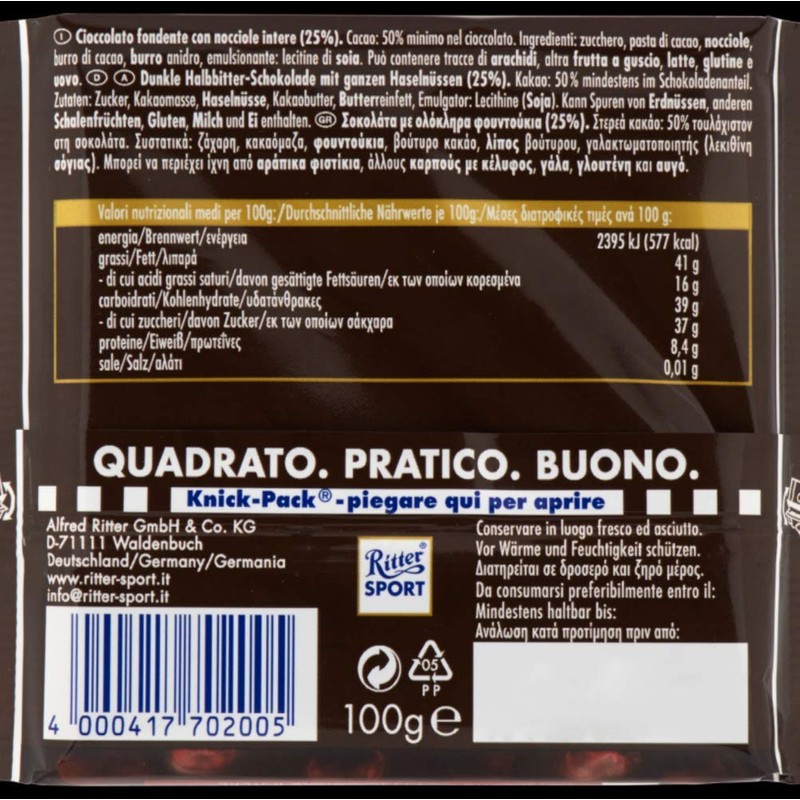 Ⓘ Cioccolato fondente con nocciole intere (25%). Cacao: 50% minimo nel cioccolato. Ingredienti: zucchero, pasta di cacao, nocciole,
burro di cacao, burro anidro, emulsionante: lecitine di soia. Può contenere tracce di arachidi, altra frutta a guscio, latte, glutine e
uovo. Ⓓ Ⓐ Dunkle Halbbitter-Schokolade mit ganzen Haselnüssen (25%). Kakao: 50% mindestens im Schokoladenanteil.
Zutaten: Zucker, Kakaomasse, Haselnüsse, Kakaobutter, Butterreinfett, Emulgator: Lecithine (Soja). Kann Spuren von Erdnüssen, anderen
Schalenfrüchten, Gluten, Milch und Ei enthalten. GR Σοκολάτα με ολόκληρα φουντούκια (25%). Στερεά κακάο: 50% τουλάχιστον
στη σοκολάτα. Συστατικά: ζάχαρη, κακαόμαζα, φουντούκια, βούτυρο κακάο, λίπος βούτυρου, γαλακτωματοποιητής (λεκιθίνη
σόγιας). Μπορεί να περιέχει ίχνη από αράπικα φιστίκια, άλλους καρπούς με κέλυφος, γάλα, γλουτένη και αυγό.
Valori nutrizionali medi per 100g:/Durchschnittliche Nährwerte je 100g:/Μέσες διατροφικές τιμές ανά 100 g:
energia/Brennwert/ενέργεια 2395 kJ (577 kcal)
grassi/Fett/λιπαρά 41 g
- di cui acidi grassi saturi/davon gesättigte Fettsäuren/εκ των οποίων κορεσμένα 16 g
carboidrati/Kohlenhydrate/υδατάνθρακες 39 g
- di cui zuccheri/davon Zucker/εκ των οποίων σάκχαρα 37 g
proteine/Eiweiß/πρωτεΐνες 8,4 g
sale/Salz/αλάτι 0,01 g
QUADRATO. PRATICO. BUONO.
Knick-Pack®-piegare qui per aprire
Alfred Ritter GmbH & Co. KG
D-71111 Waldenbuch
Deutschland/Germany/Germania
www.ritter-sport.it
info@ritter-sport.it
Ritter®
SPORT
Conservare in luogo fresco ed asciutto.
Vor Wärme und Feuchtigkeit schützen.
Διατηρείται σε δροσερό και ξηρό μέρος.
Da consumarsi preferibilmente entro il:
Mindestens haltbar bis:
Ανάλωση κατά προτίμηση πριν από:
05
PP
100g e
4 000417 702005